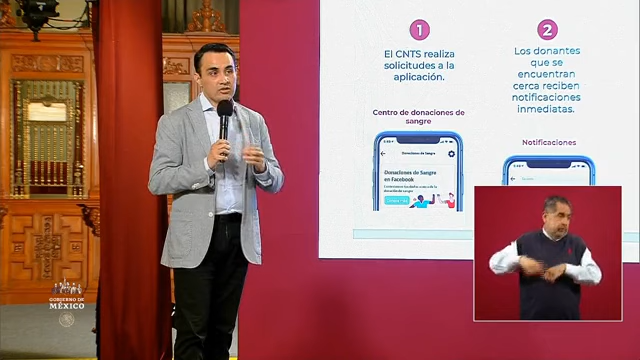 1
El CNTS realiza
solicitudes a la
aplicación.
Centro de donaciones de
sangre
Donaciones de Sangre
Donaciones de Sangre
en Facebook
2
Los donantes
que se
encuentran
cerca reciben
notificaciones
inmediatas.
Notificaciones
GOBIERNO DE
MÉXICO